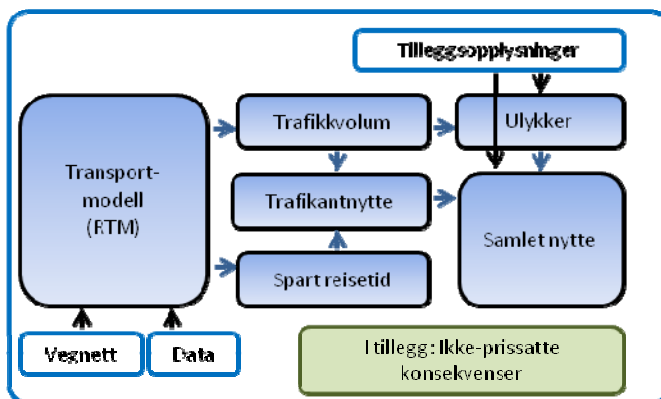 Tilleggsopplysninger
Transport-
modell
(RTM)
Trafikkvolum
Ulykker
Trafikantnytte
Samlet nytte
Spart reisetid
Vegnett
Data
I tillegg: Ikke-prissatte
konsekvenser